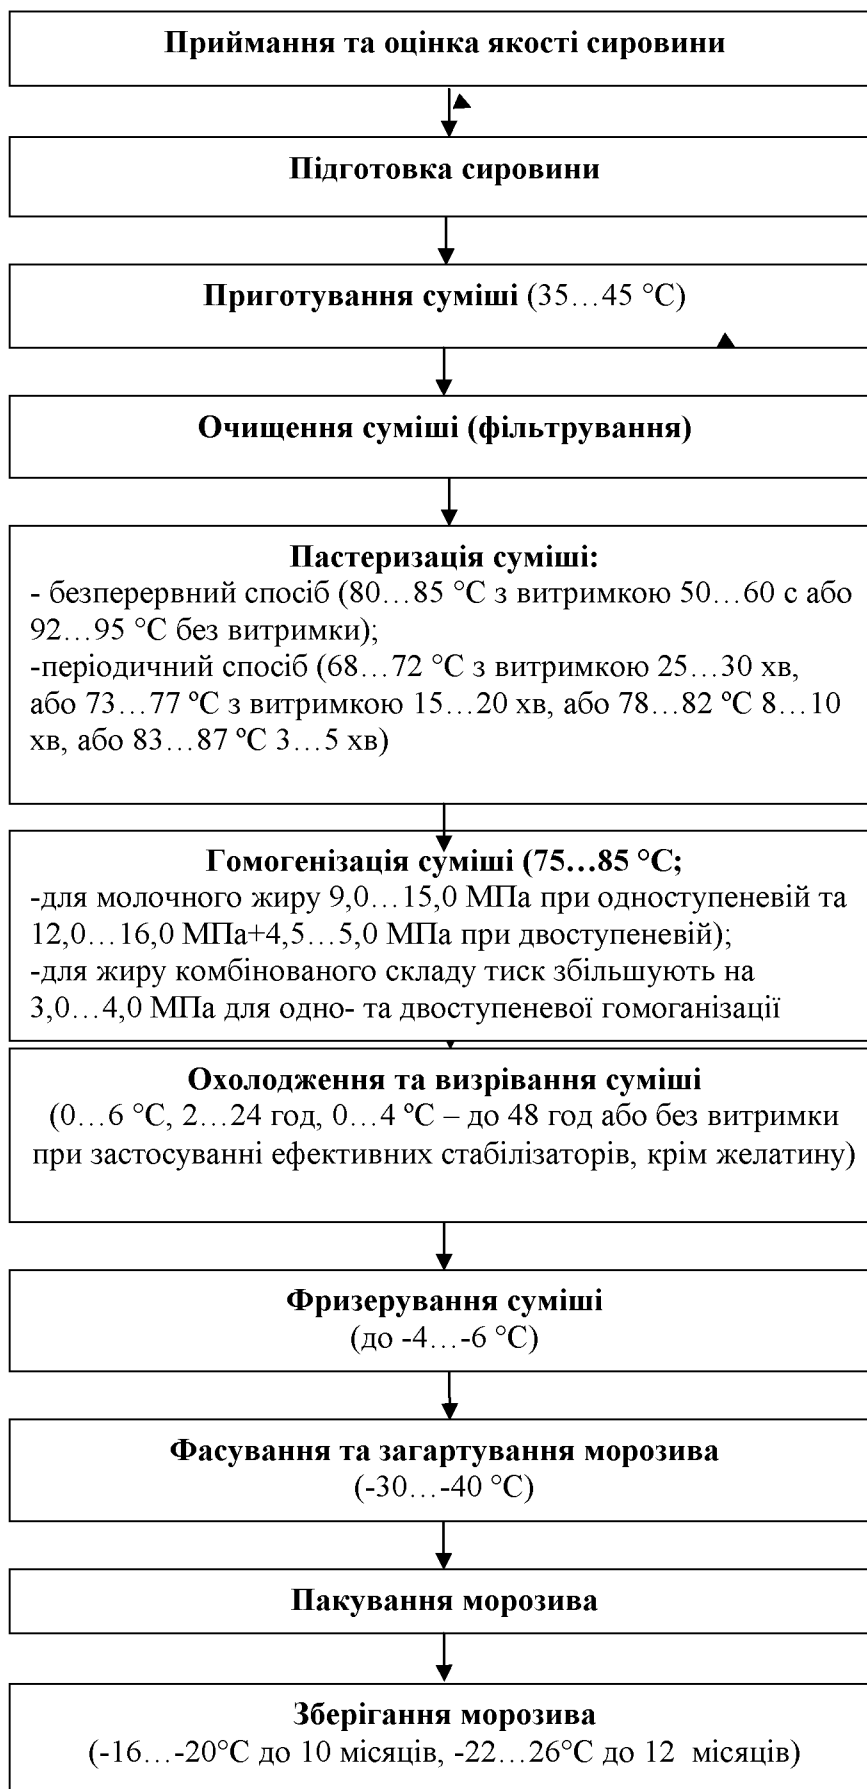 Приймання та оцінка якості сировини
Підготовка сировини
Приготування суміші (35…45 °С)
Очищення суміші (фільтрування)
Пастеризація суміші:
- безперервний спосіб (80…85 °С з витримкою 50…60 с або
92…95 °С без витримки);
-періодичний спосіб (68…72 °С з витримкою 25…30 хв,
або 73…77 ºС з витримкою 15…20 хв, або 78…82 ºС 8…10
хв, або 83…87 ºС 3…5 хв)
Гомогенізація суміші (75…85 °С;
-для молочного жиру 9,0…15,0 МПа при одноступеневій та
12,0…16,0 МПа+4,5…5,0 МПа при двоступеневій);
-для жиру комбінованого складу тиск збільшують на
3,0…4,0 МПа для одно- та двоступеневої гомоганізації
Охолодження та визрівання суміші
(0…6 °С, 2…24 год, 0…4 ºС – до 48 год або без витримки
при застосуванні ефективних стабілізаторів, крім желатину)
Фризерування суміші
(до -4…-6 °С)
Фасування та загартування морозива
(-30…-40 °С)
Пакування морозива
Зберігання морозива
(-16…-20°С до 10 місяців, -22…26°С до 12 місяців)